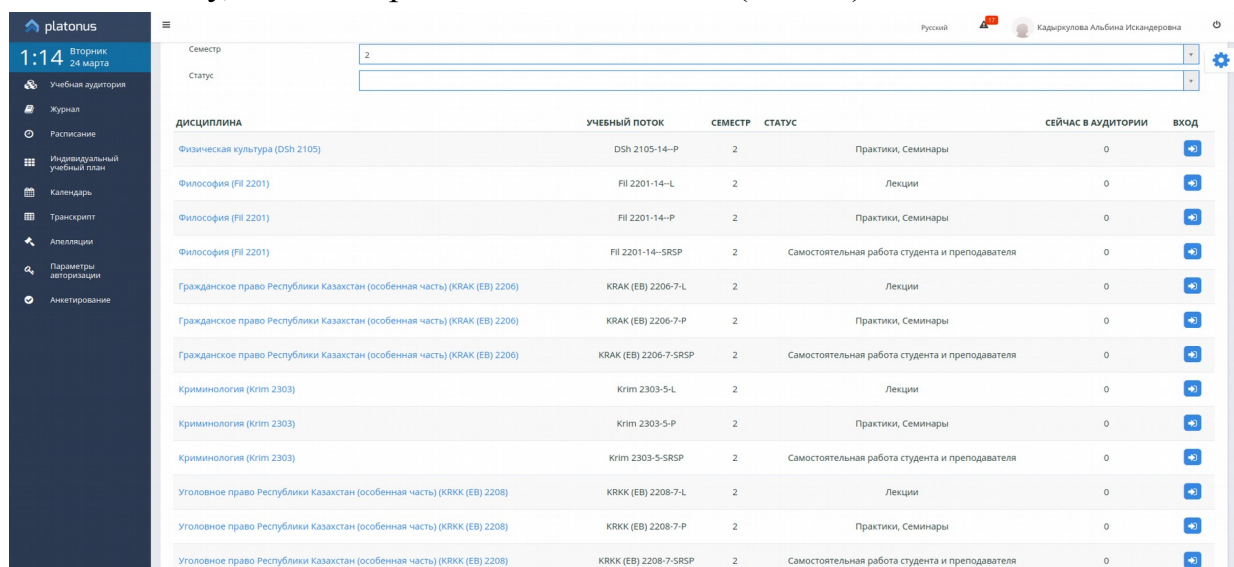 platonus
Русский
17
Кадыркулова Альбина Искандеровна
1:14 Вторник
24 марта
Учебная аудитория
Журнал
Расписание
Индивидуальный
учебный план
Календарь
Транскрипт
Апелляции
Параметры
авторизации
Анкетирование
Семестр 2
Статус
ДИСЦИПЛИНА УЧЕБНЫЙ ПОТОК СЕМЕСТР СТАТУС СЕЙЧАС В АУДИТОРИИ ВХОД
Физическая культура (DSh 2105) DSh 2105-14--P 2 Практики, Семинары 0
Философия (Fil 2201) Fil 2201-14--L 2 Лекции 0
Философия (Fil 2201) Fil 2201-14--P 2 Практики, Семинары 0
Философия (Fil 2201) Fil 2201-14--SRSP 2 Самостоятельная работа студента и преподавателя 0
Гражданское право Республики Казахстан (особенная часть) (KRAK (EB) 2206) KRAK (EB) 2206-7-L 2 Лекции 0
Гражданское право Республики Казахстан (особенная часть) (KRAK (EB) 2206) KRAK (EB) 2206-7-P 2 Практики, Семинары 0
Гражданское право Республики Казахстан (особенная часть) (KRAK (EB) 2206) KRAK (EB) 2206-7-SRSP 2 Самостоятельная работа студента и преподавателя 0
Криминология (Krim 2303) Krim 2303-5-L 2 Лекции 0
Криминология (Krim 2303) Krim 2303-5-P 2 Практики, Семинары 0
Криминология (Krim 2303) Krim 2303-5-SRSP 2 Самостоятельная работа студента и преподавателя 0
Уголовное право Республики Казахстан (особенная часть) (KRKK (EB) 2208) KRKK (EB) 2208-7-L 2 Лекции 0
Уголовное право Республики Казахстан (особенная часть) (KRKK (EB) 2208) KRKK (EB) 2208-7-P 2 Практики, Семинары 0
Уголовное право Республики Казахстан (особенная часть) (KRKK (EB) 2208) KRKK (EB) 2208-7-SRSP 2 Самостоятельная работа студента и преподавателя 0